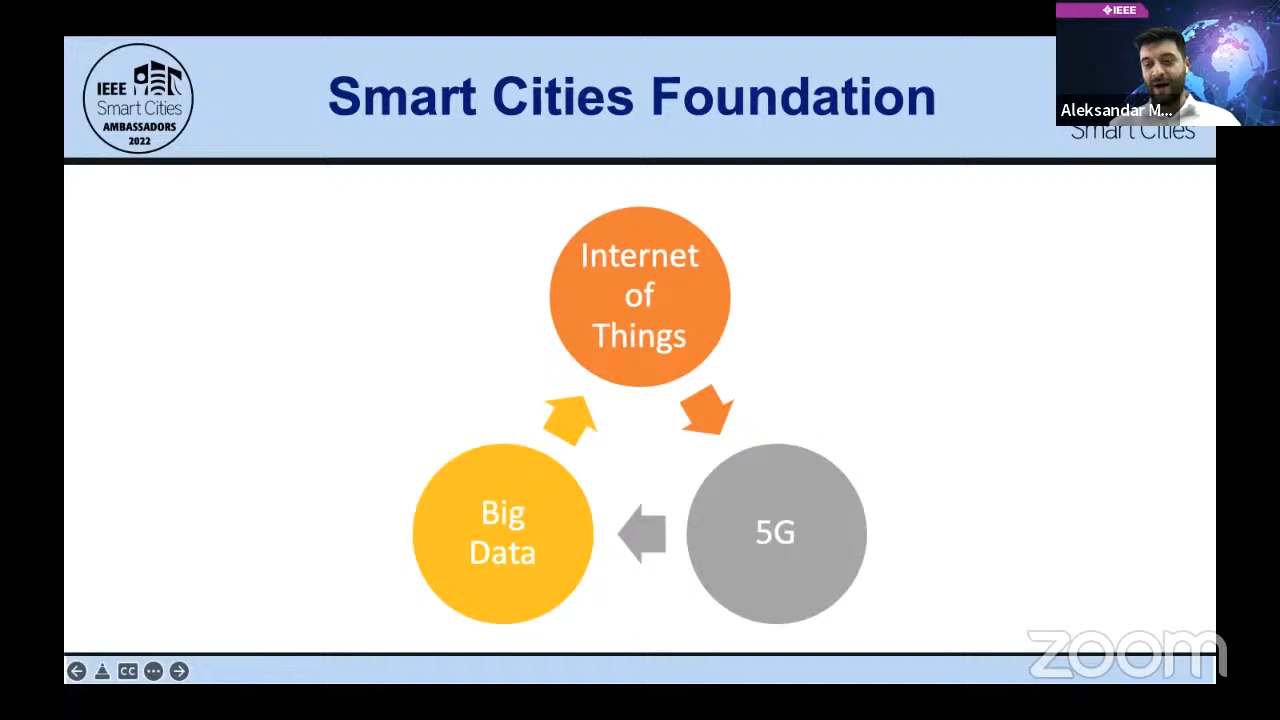 IEEE
Smart Cities
AMBASSADORS
2022
Smart Cities Foundation
IEEE
Aleksandar M...
Smart Cities
Internet
of
Things
Big
Data
5G
CC
zoom